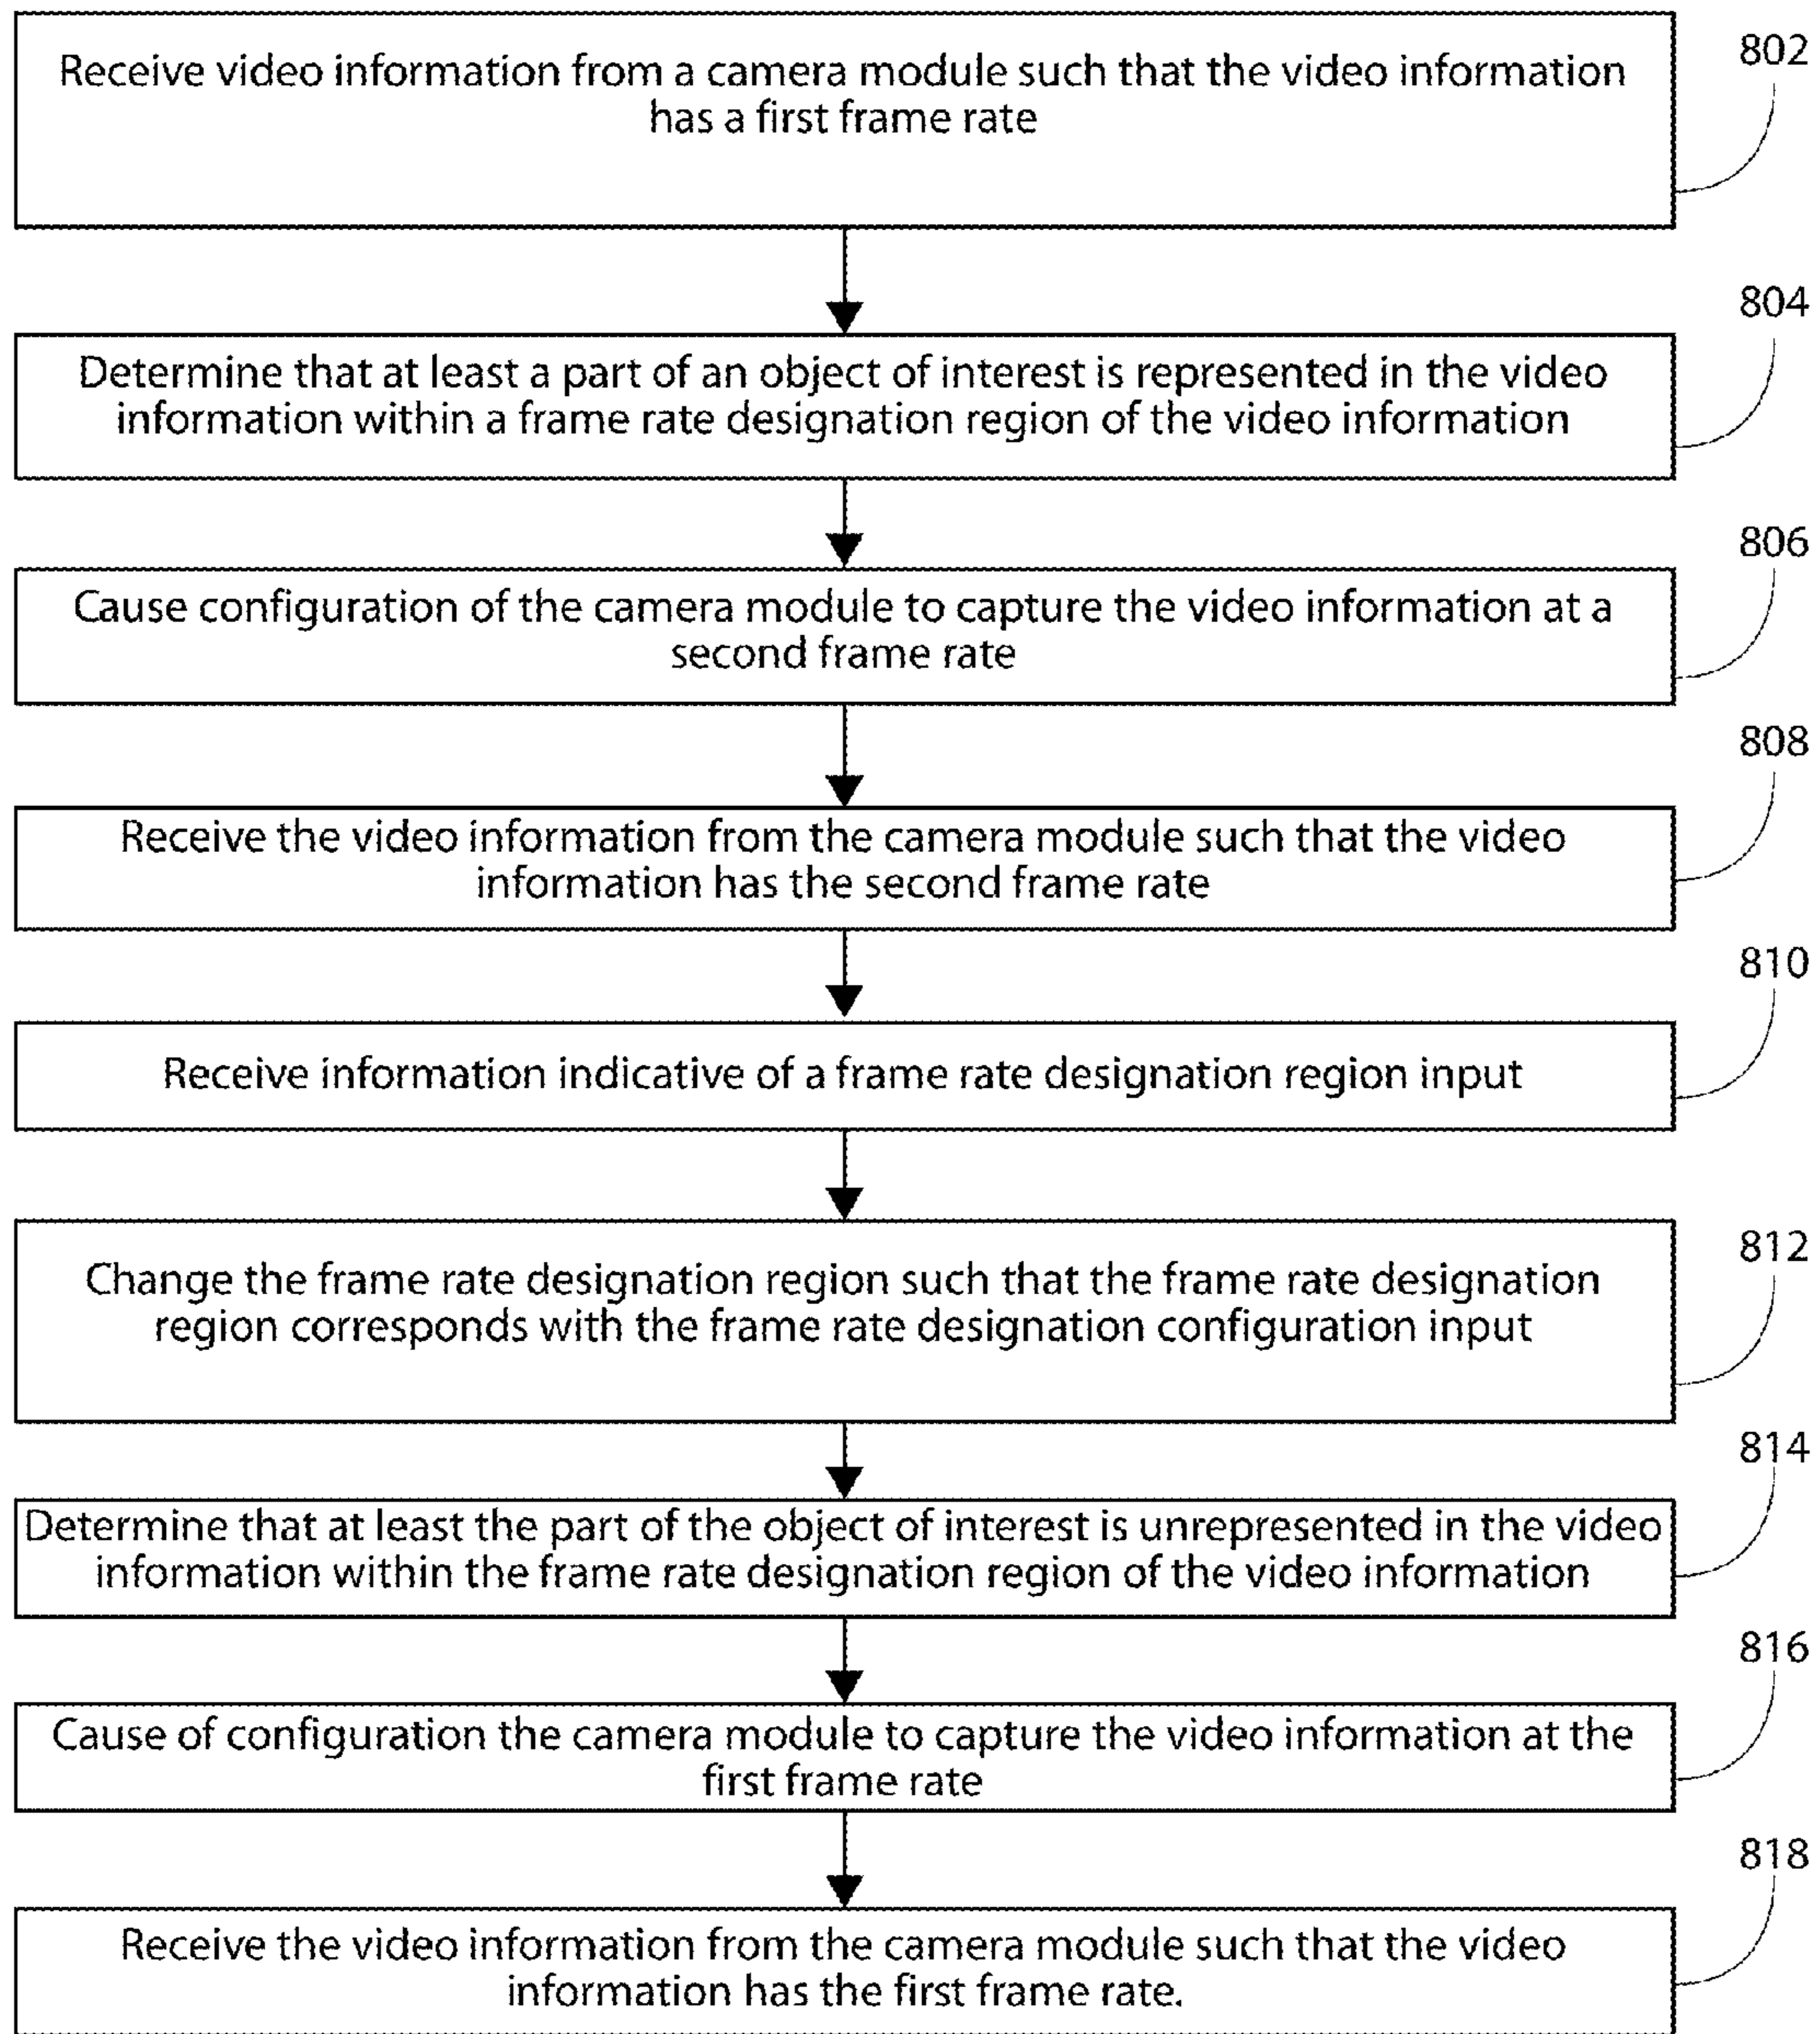 802
Receive video information from a camera module such that the video information
has a first frame rate
804
Determine that at least a part of an object of interest is represented in the video
information within a frame rate designation region of the video information
806
Cause configuration of the camera module to capture the video information at a
second frame rate
808
Receive the video information from the camera module such that the video
information has the second frame rate
810
Receive information indicative of a frame rate designation region input
812
Change the frame rate designation region such that the frame rate designation
region corresponds with the frame rate designation configuration input
814
Determine that at least the part of the object of interest is unrepresented in the video
information within the frame rate designation region of the video information
816
Cause of configuration the camera module to capture the video information at the
first frame rate
818
Receive the video information from the camera module such that the video
information has the first frame rate.